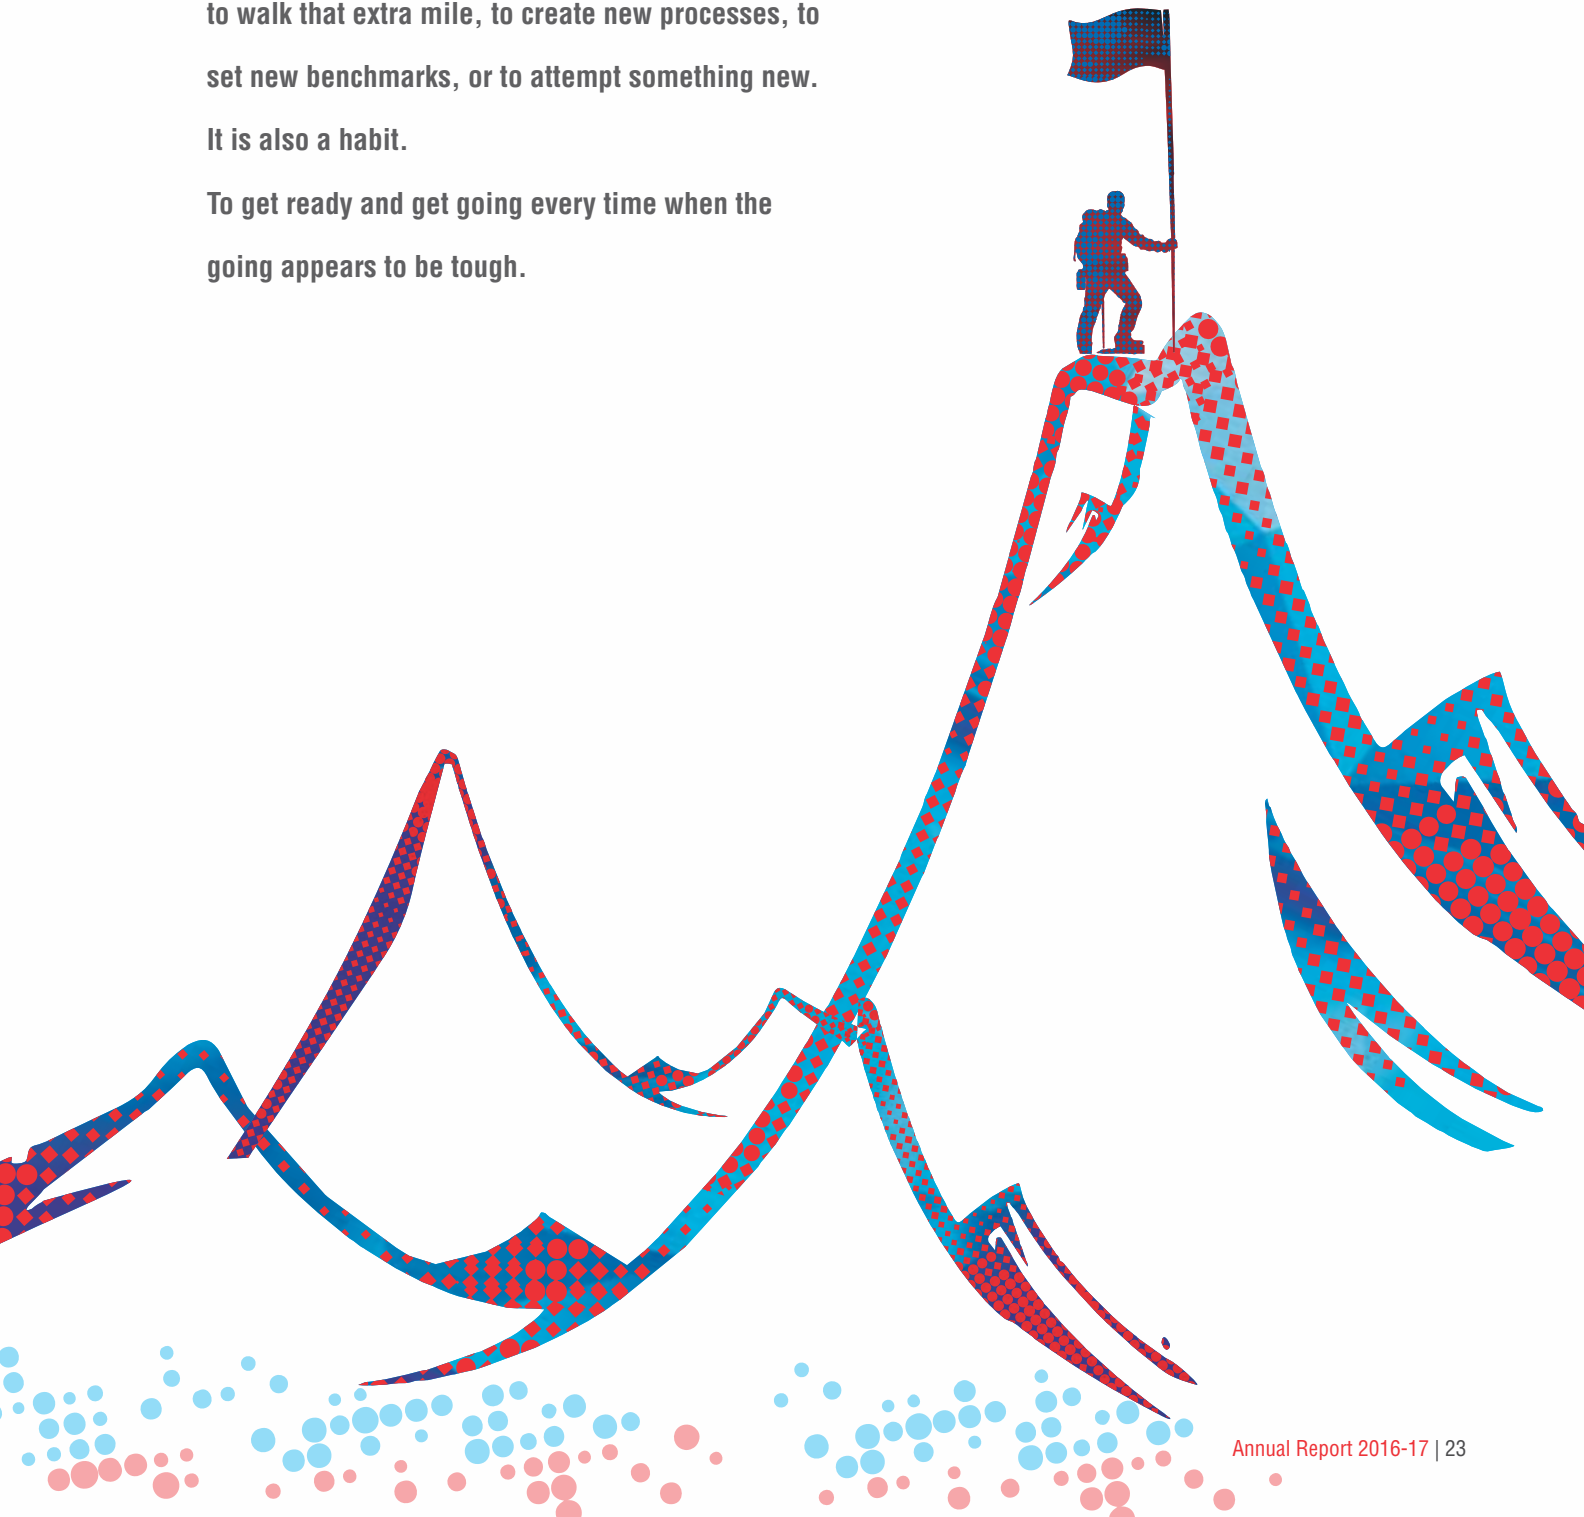 to walk that extra mile, to create new processes, to
set new benchmarks, or to attempt something new.
It is also a habit.
To get ready and get going every time when the
going appears to be tough.
Annual Report 2016-17 | 23